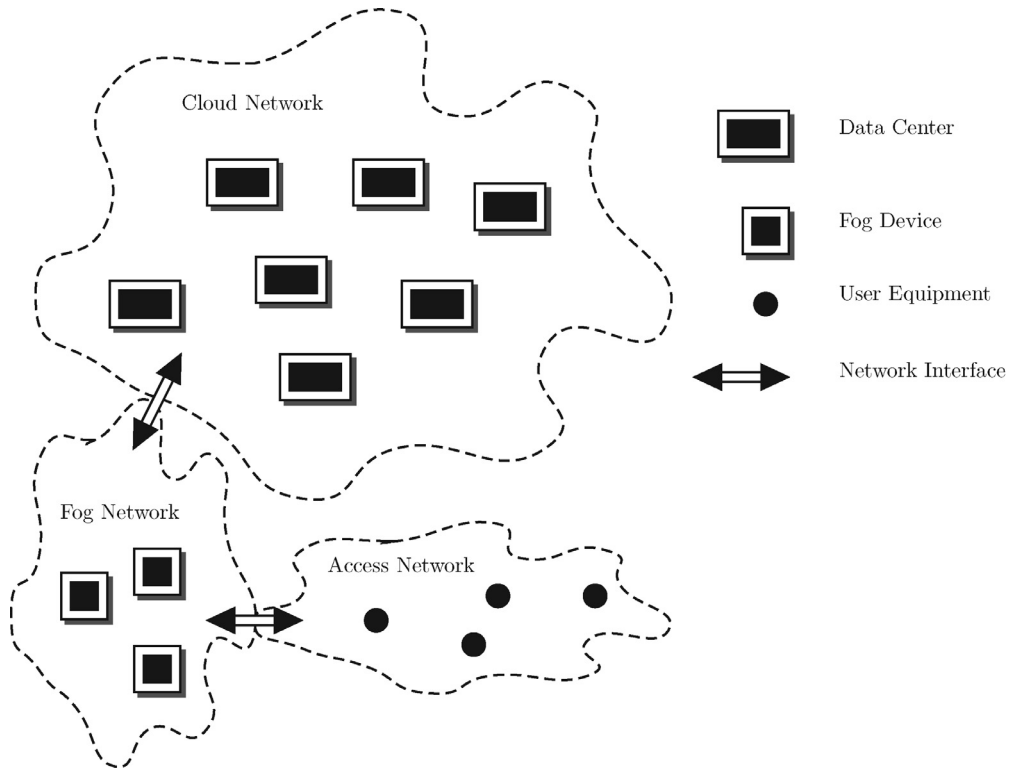 Cloud Network
Data Center
Fog Device
User Equipment
Network Interface
Fog Network
Access Network